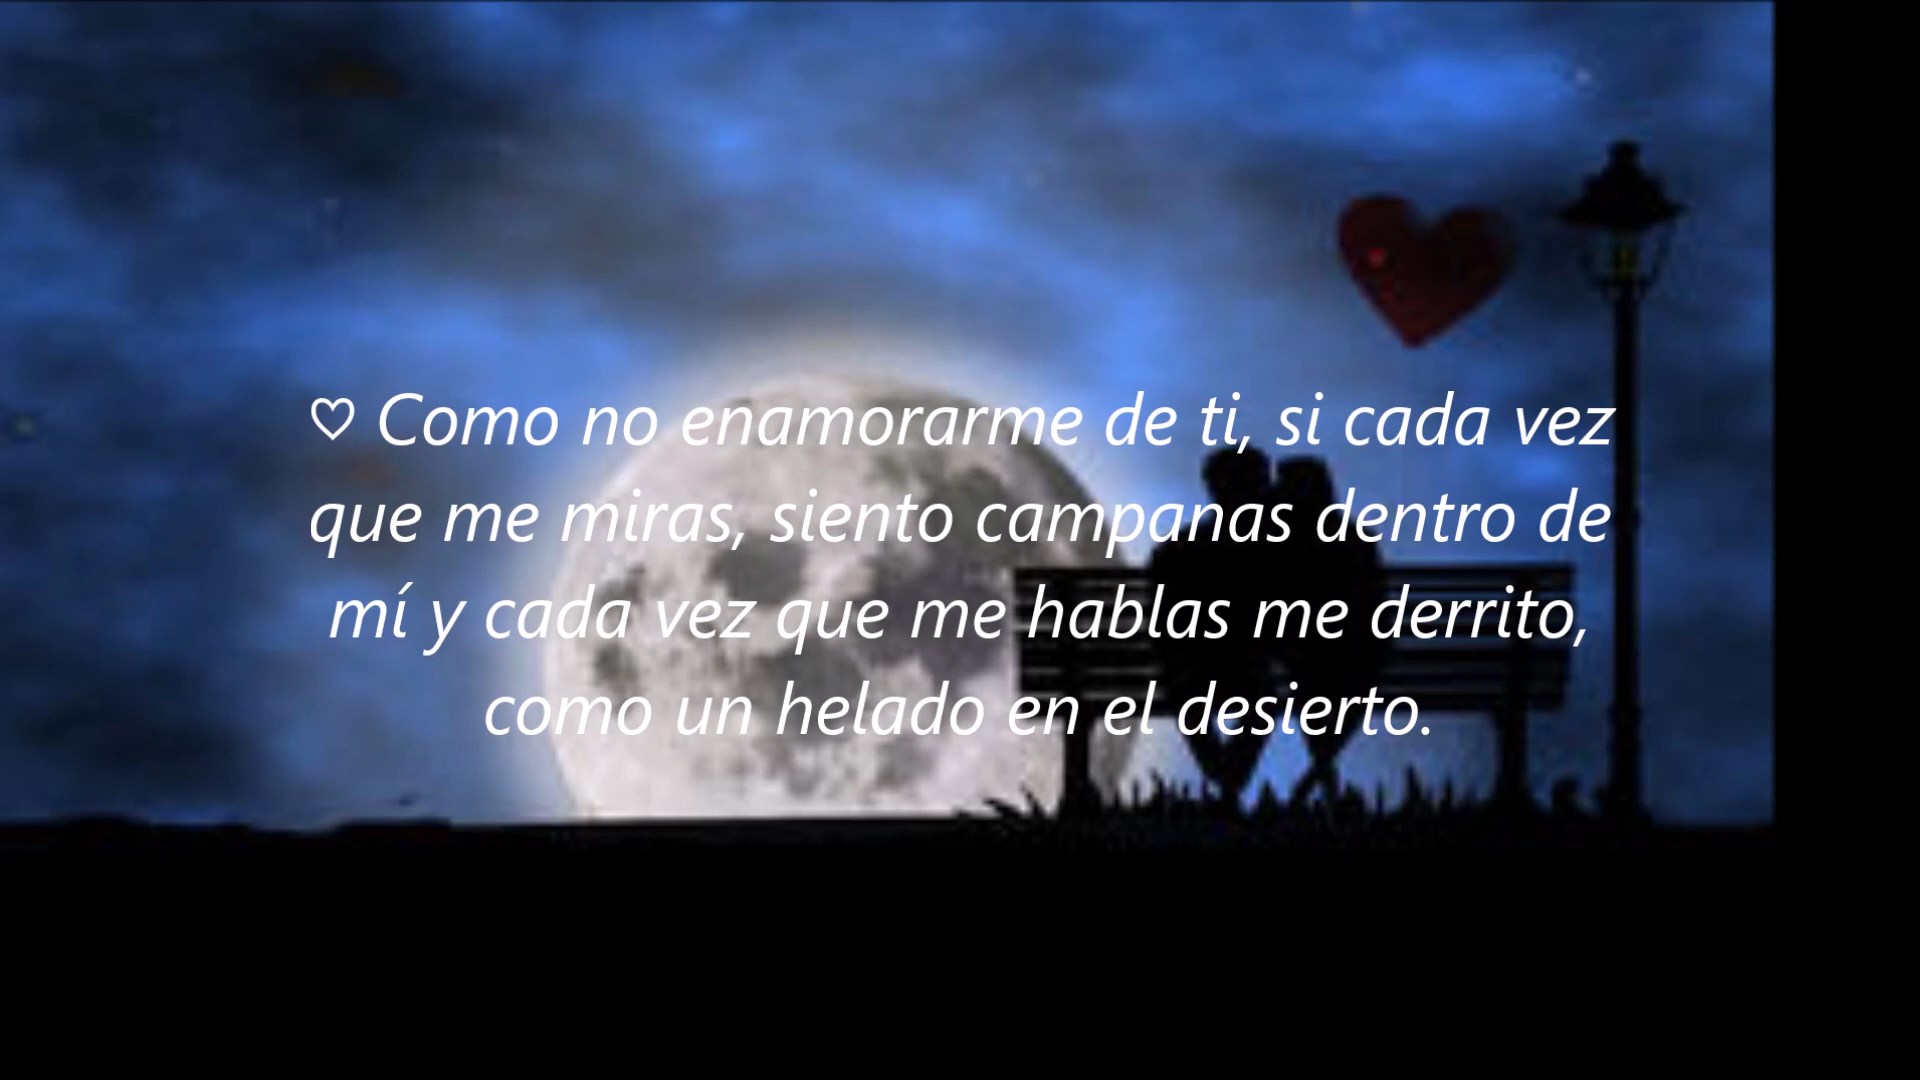 ♡ Como no enamorarme de ti, si cada vez
que me miras, siento campanas dentro de
mí y cada vez que me hablas me derrito,
como un helado en el desierto.